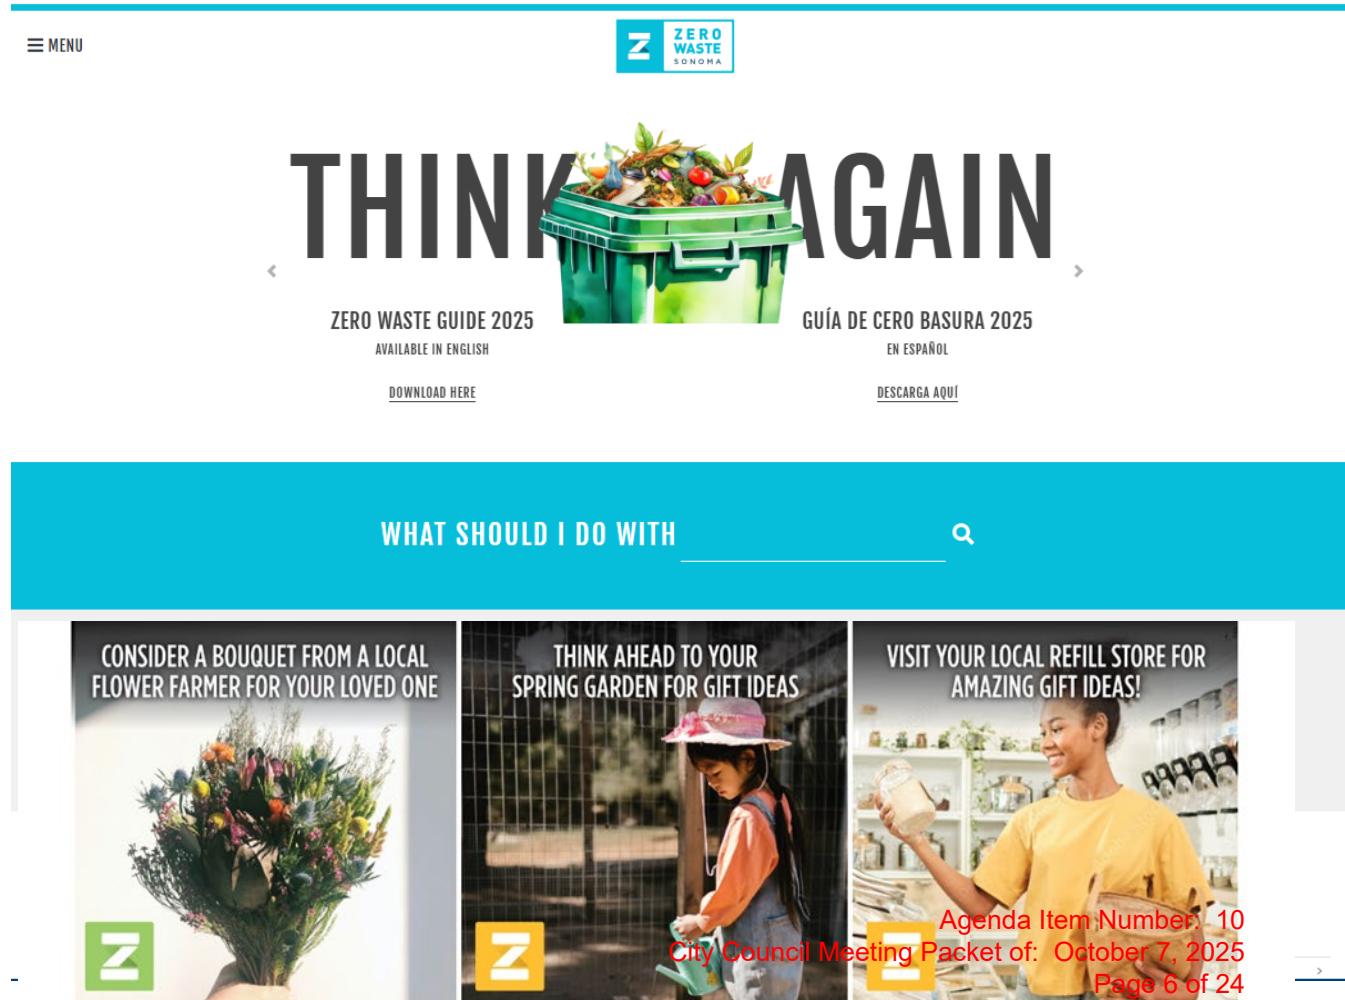 MENU
ZERO
WASTE
SONOMA
THINK AGAIN
ZERO WASTE GUIDE 2025
AVAILABLE IN ENGLISH
DOWNLOAD HERE
GUÍA DE CERO BASURA 2025
EN ESPAÑOL
DESCARGA AQUÍ
WHAT SHOULD I DO WITH
CONSIDER A BOUQUET FROM A LOCAL
FLOWER FARMER FOR YOUR LOVED ONE
THINK AHEAD TO YOUR
SPRING GARDEN FOR GIFT IDEAS
VISIT YOUR LOCAL REFILL STORE FOR
AMAZING GIFT IDEAS!
Agenda Item Number: 10
City Council Meeting Packet of: October 7, 2025
Page 6 of 24